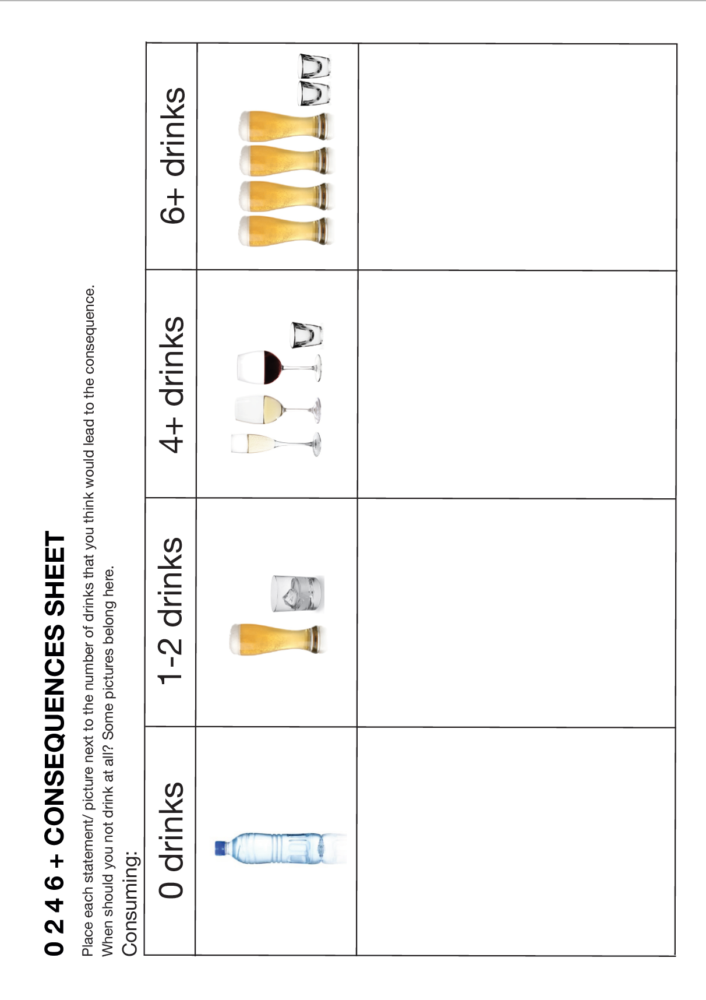 0 2 4 6 + CONSEQUENCES SHEET
Place each statement/ picture next to the number of drinks that you think would lead to the consequence.
When should you not drink at all? Some pictures belong here.
Consuming:
0 drinks
1-2 drinks
4+ drinks
6+ drinks